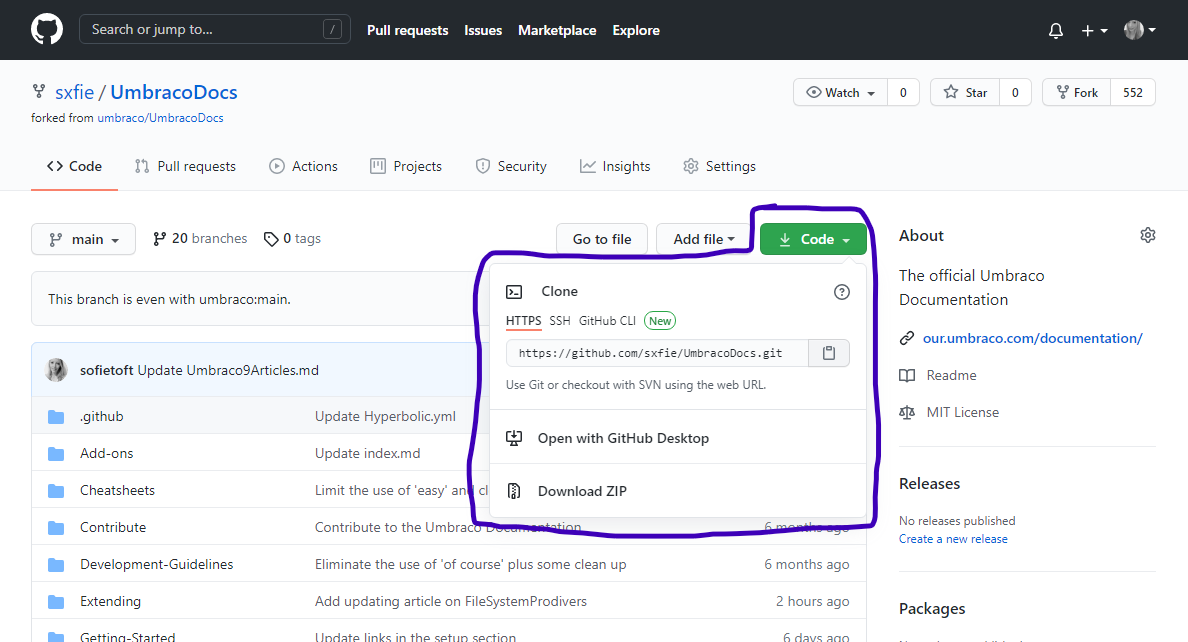 Search or jump to... /
Pull requests Issues Marketplace Explore
sxfie / UmbracoDocs
forked from umbraco/UmbracoDocs
Watch 0 Star 0 Fork 552
Code Pull requests Actions Projects Security Insights Settings
main 20 branches 0 tags Go to file Add file Code
This branch is even with umbraco:main.
Clone
HTTPS SSH GitHub CLI New
https://github.com/sxfie/UmbracoDocs.git
Use Git or checkout with SVN using the web URL.
Open with GitHub Desktop
Download ZIP
sofietoft Update Umbraco9Articles.md
.github Update Hyperbolic.yml
Add-ons Update index.md
Cheatsheets Limit the use of 'easy' and cl
Contribute Contribute to the Umbraco Documentation 6 months ago
Development-Guidelines Eliminate the use of 'of course' plus some clean up 6 months ago
Extending Add updating article on FileSystemProdivers 2 hours ago
Getting-Started Update links in the setup section 6 days ago
About
The official Umbraco
Documentation
our.umbraco.com/documentation/
Readme
MIT License
Releases
No releases published
Create a new release
Packages